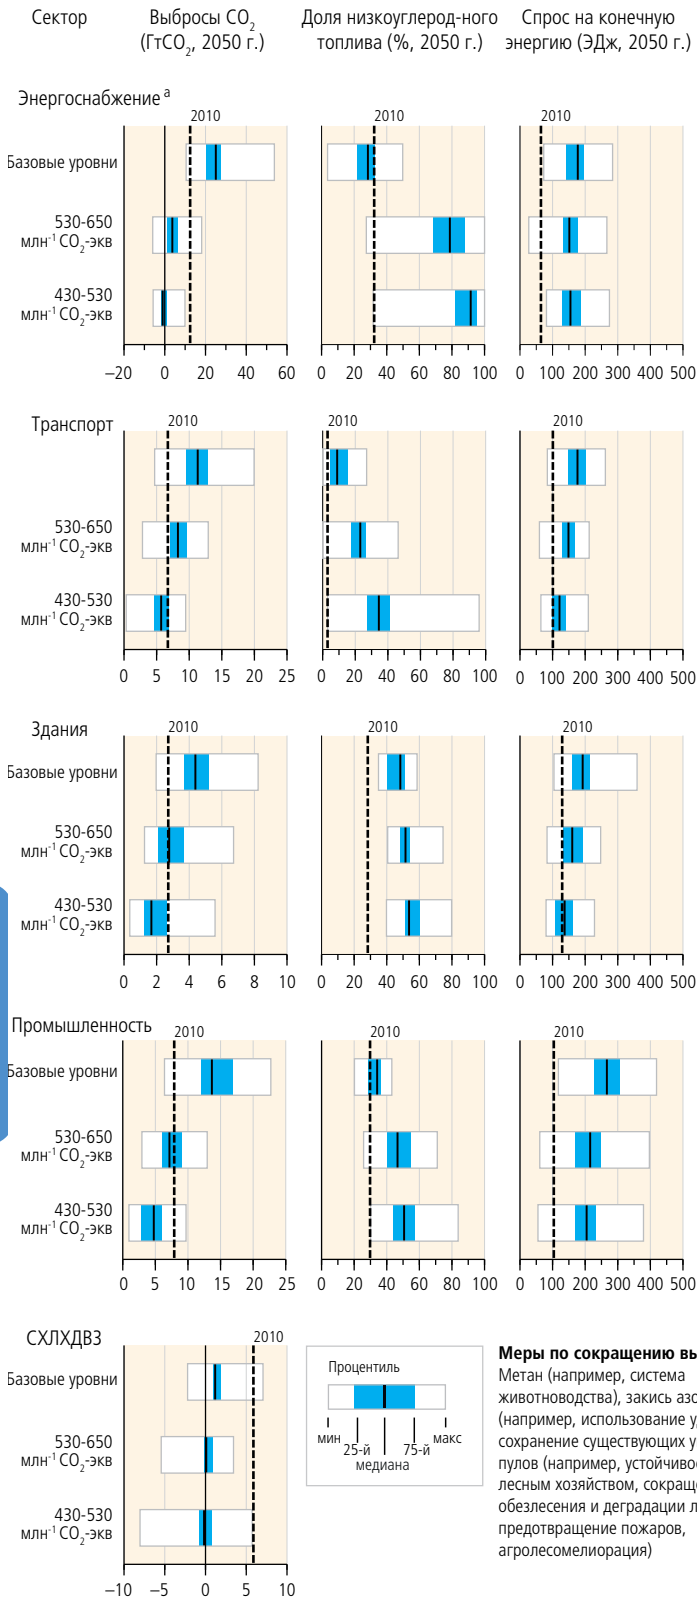 Сектор
Выбросы CO2
(ГтCO2, 2050 г.)
Доля низкоуглерод-ного
топлива (%, 2050 г.)
Спрос на конечную
энергию (ЭДж, 2050 г.)
Энергоснабжение а
2010
2010
2010
Базовые уровни
530-650
млн-1 CO2-экв
430-530
млн-1 CO2-экв
−20 0 20 40 60
0 20 40 60 80 100
0 100 200 300 400 500
Транспорт
2010
2010
2010
530-650
млн-1 CO2-экв
430-530
млн-1 CO2-экв
0 5 10 15 20 25
0 20 40 60 80 100
0 100 200 300 400 500
Здания
2010
2010
2010
Базовые уровни
530-650
млн-1 CO2-экв
430-530
млн-1 CO2-экв
0 2 4 6 8 10
0 20 40 60 80 100
0 100 200 300 400 500
Промышленность
2010
2010
2010
Базовые уровни
530-650
млн-1 CO2-экв
430-530
млн-1 CO2-экв
0 5 10 15 20 25
0 20 40 60 80 100
0 100 200 300 400 500
СХЛХДВЗ
2010
Базовые уровни
530-650
млн-1 CO2-экв
430-530
млн-1 CO2-экв
−10 −5 0 5 10
Процентиль
мин
макс
25-й
75-й
медиана
Меры по сокращению
Метан (например, система
животноводства), закись
(например, использование
сохранение существующих
пулов (например,
лесным хозяйством,
обезлесения и деградации
предотвращение пожаров,
агролесомелиорация)